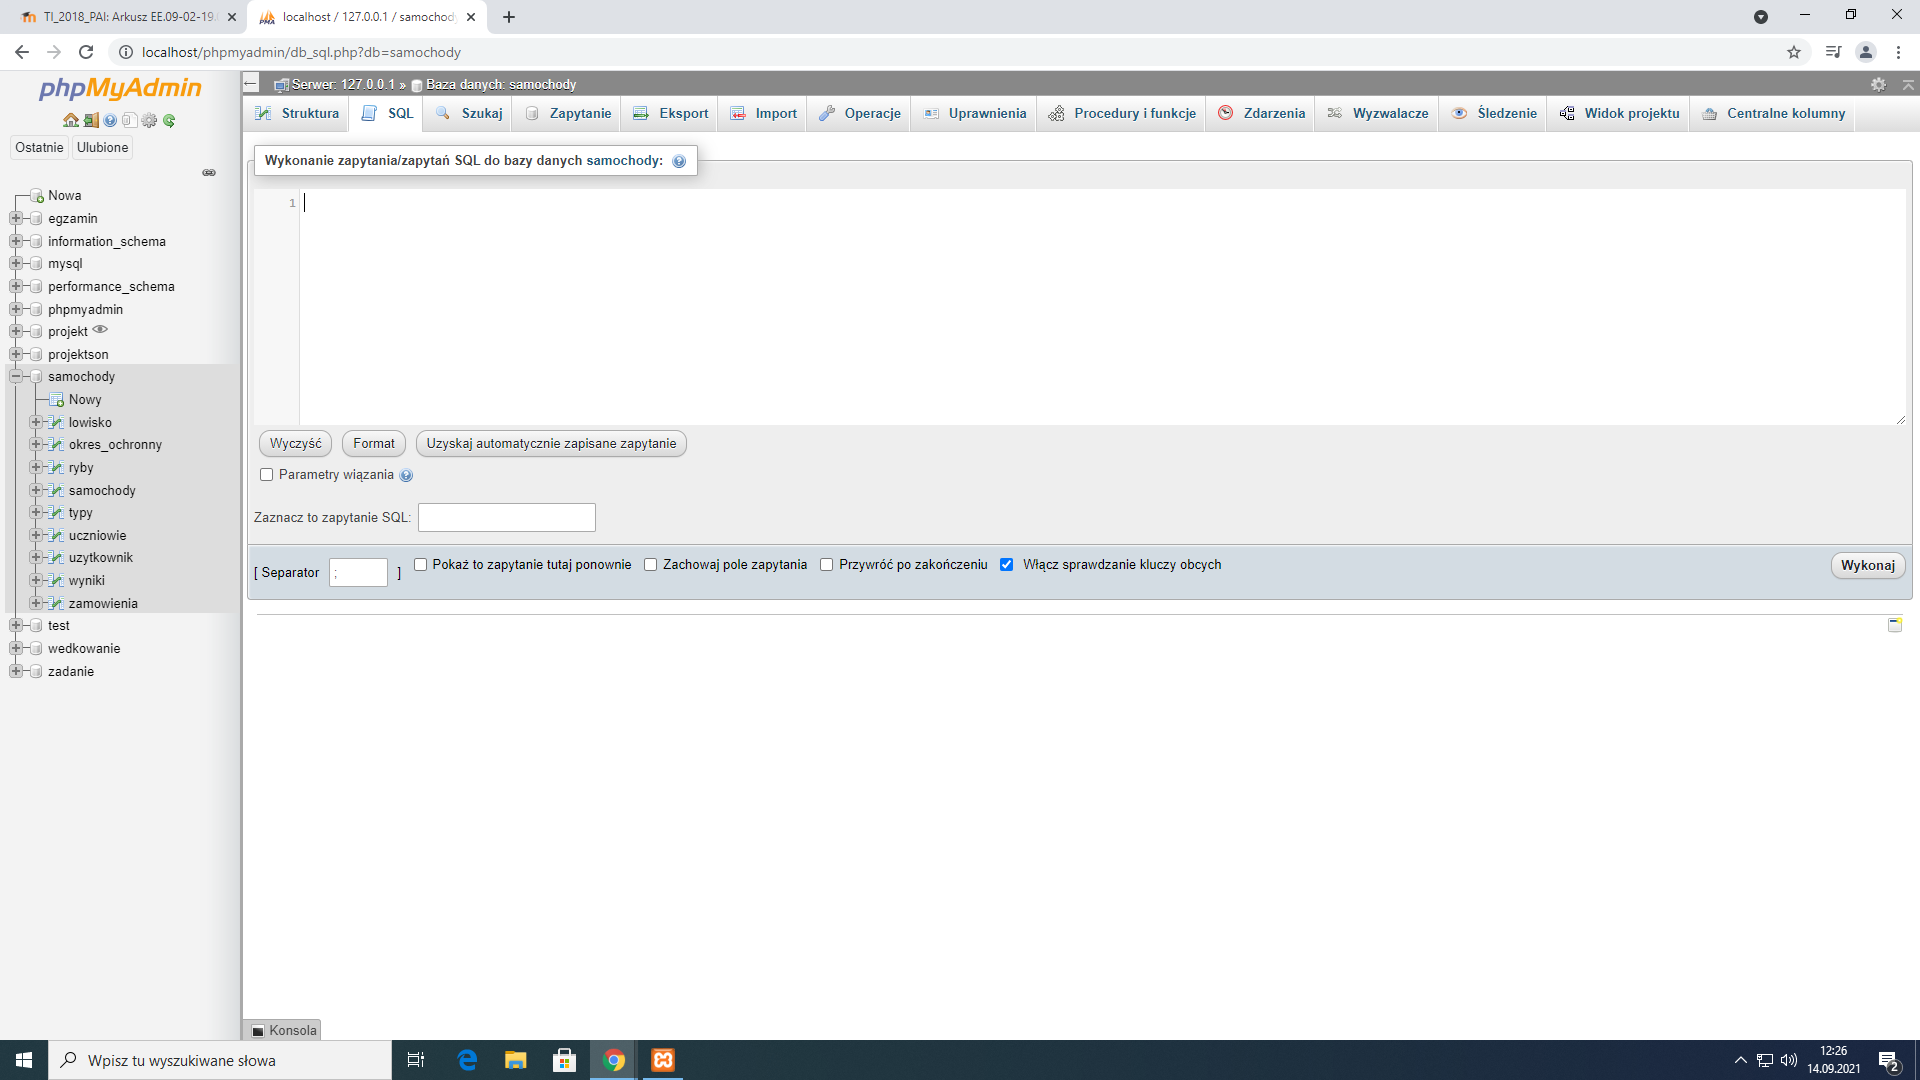 TI_2018_PAI: Arkusz EE.09-02-19.0
localhost / 127.0.0.1 / samochody
localhost/phpmyadmin/db_sql.php?db=samochody
phpMyAdmin
Ostatnie Ulubione
Nowa
egzamin
information_schema
mysql
performance_schema
phpmyadmin
projekt
projektson
samochody
Nowy
lowisko
okres_ochronny
ryby
samochody
typy
uczniowie
uzytkownik
wyniki
zamowienia
test
wedkowanie
zadanie
Serwer: 127.0.0.1 » Baza danych: samochody
Struktura SQL Szukaj Zapytanie Eksport Import Operacje Uprawnienia Procedury i funkcje Zdarzenia Wyzwalacze Śledzenie Widok projektu Centralne kolumny
Wykonanie zapytania/zapytań SQL do bazy danych samochody:
1
Wyczyść Format Uzyskaj automatycznie zapisane zapytanie
Parametry wiązania
Zaznacz to zapytanie SQL:
[ Separator ; ] Pokaż to zapytanie tutaj ponownie Zachowaj pole zapytania Przywróć po zakończeniu Włącz sprawdzanie kluczy obcych Wykonaj
Konsola
Wpisz tu wyszukiwane słowa
12:26
14.09.2021
2